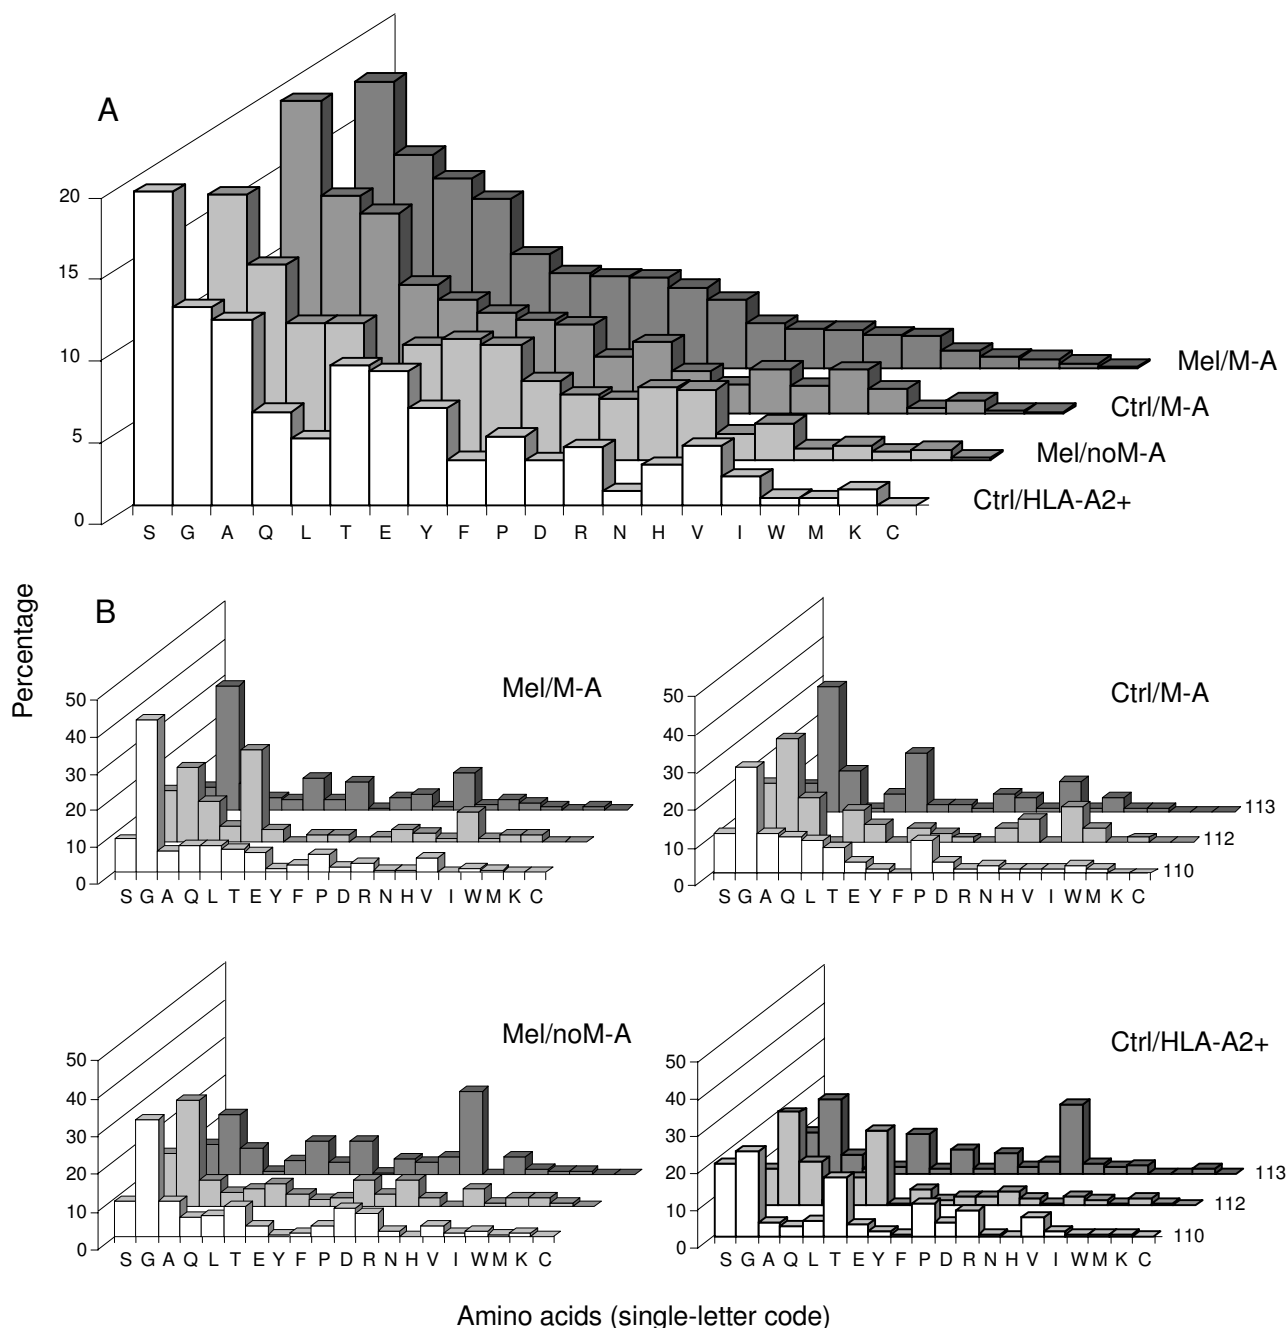 A
20
15
10
5
0
Mel/M-A
Ctrl/M-A
Mel/noM-A
Ctrl/HLA-A2+
S G A Q L T E Y F P D R N H V I W M K C
Percentage
B
Mel/M-A
50
40
30
20
10
0
S G A Q L T E Y F P D R N H V I W M K C
Ctrl/M-A
50
40
30
20
10
0
113
112
110
S G A Q L T E Y F P D R N H V I W M K C
Mel/noM-A
50
40
30
20
10
0
S G A Q L T E Y F P D R N H V I W M K C
Ctrl/HLA-A2+
50
40
30
20
10
0
113
112
110
S G A Q L T E Y F P D R N H V I W M K C
Amino acids (single-letter code)